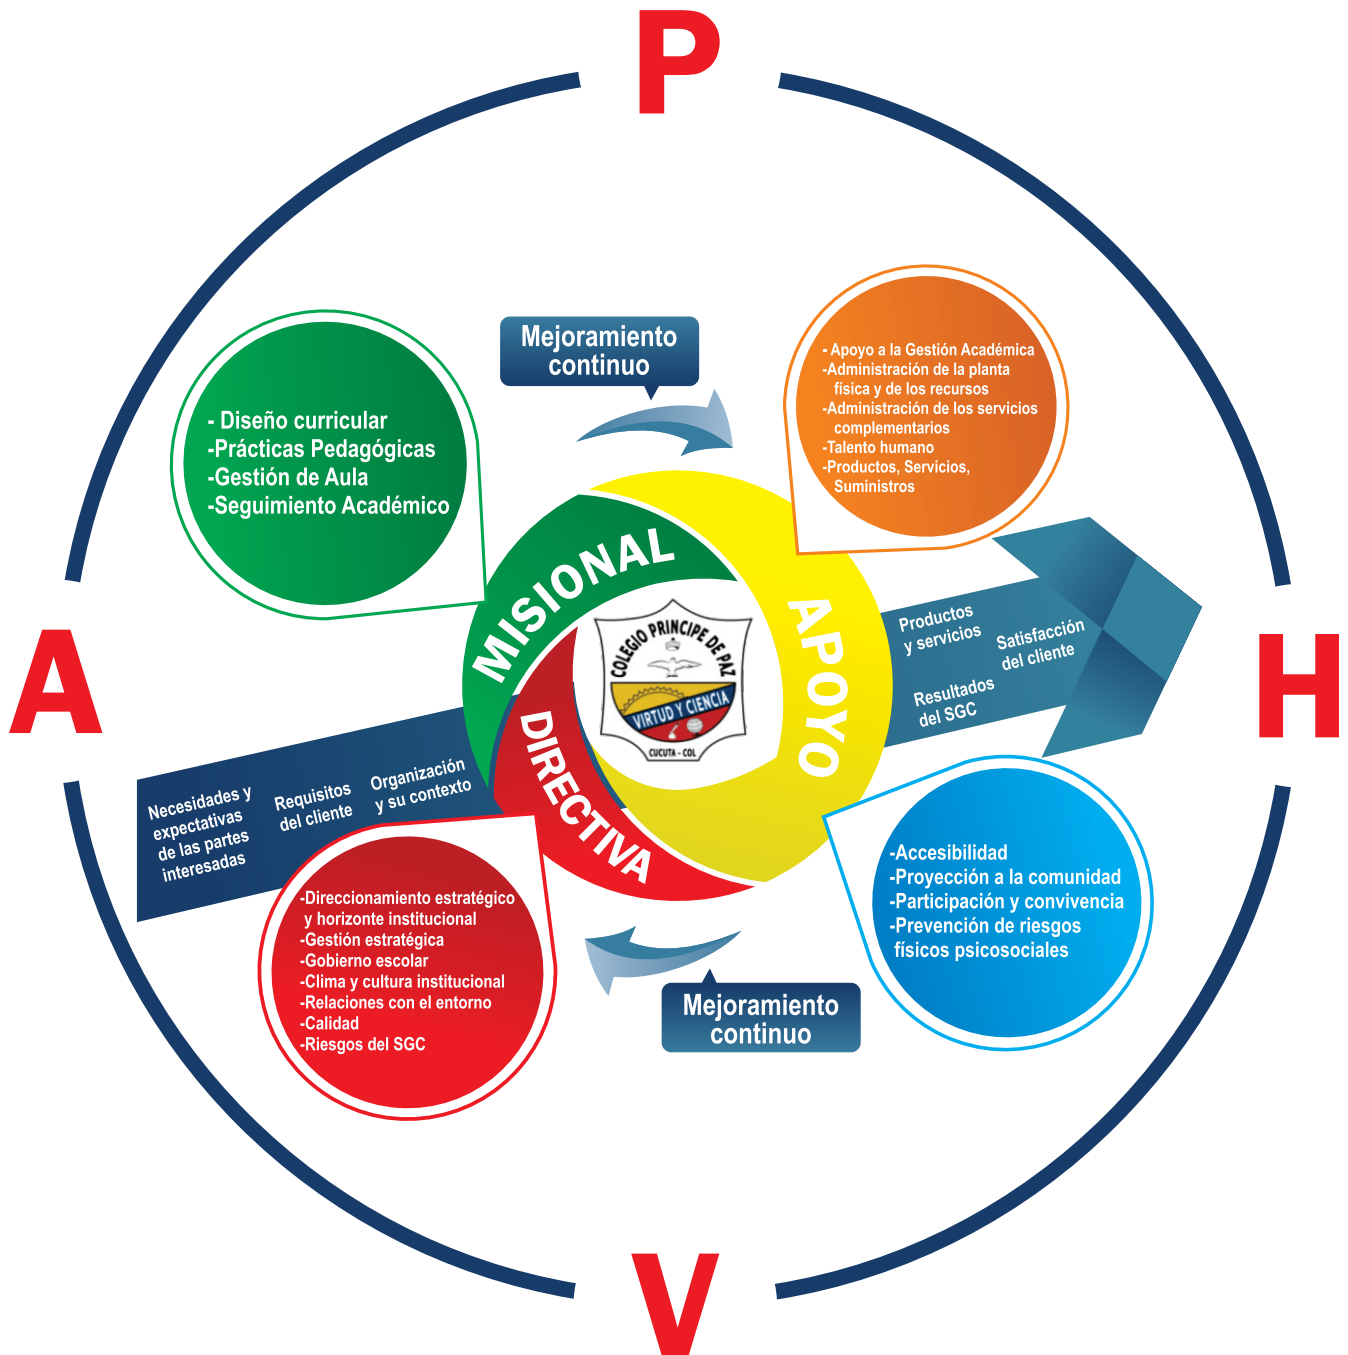 P
Mejoramiento
continuo
- Apoyo a la Gestión Académica
-Administración de la planta
física y de los recursos
-Administración de los servicios
complementarios
-Talento humano
-Productos, Servicios,
Suministros
- Diseño curricular
-Prácticas Pedagógicas
-Gestión de Aula
-Seguimiento Académico
MISIONAL
APOYO
DIRECTIVA
COLEGIO PRINCIPE DE PAZ
VIRTUD Y CIENCIA
CUCUTA - COL
A
H
Productos
y servicios
Satisfacción
del cliente
Resultados
del SGC
Necesidades y
expectativas
de las partes
interesadas
Requisitos
del cliente
Organización
y su contexto
-Direccionamiento estratégico
y horizonte institucional
-Gestión estratégica
-Gobierno escolar
-Clima y cultura institucional
-Relaciones con el entorno
-Calidad
-Riesgos del SGC
-Accesibilidad
-Proyección a la comunidad
-Participación y convivencia
-Prevención de riesgos
físicos psicosociales
Mejoramiento
continuo
V